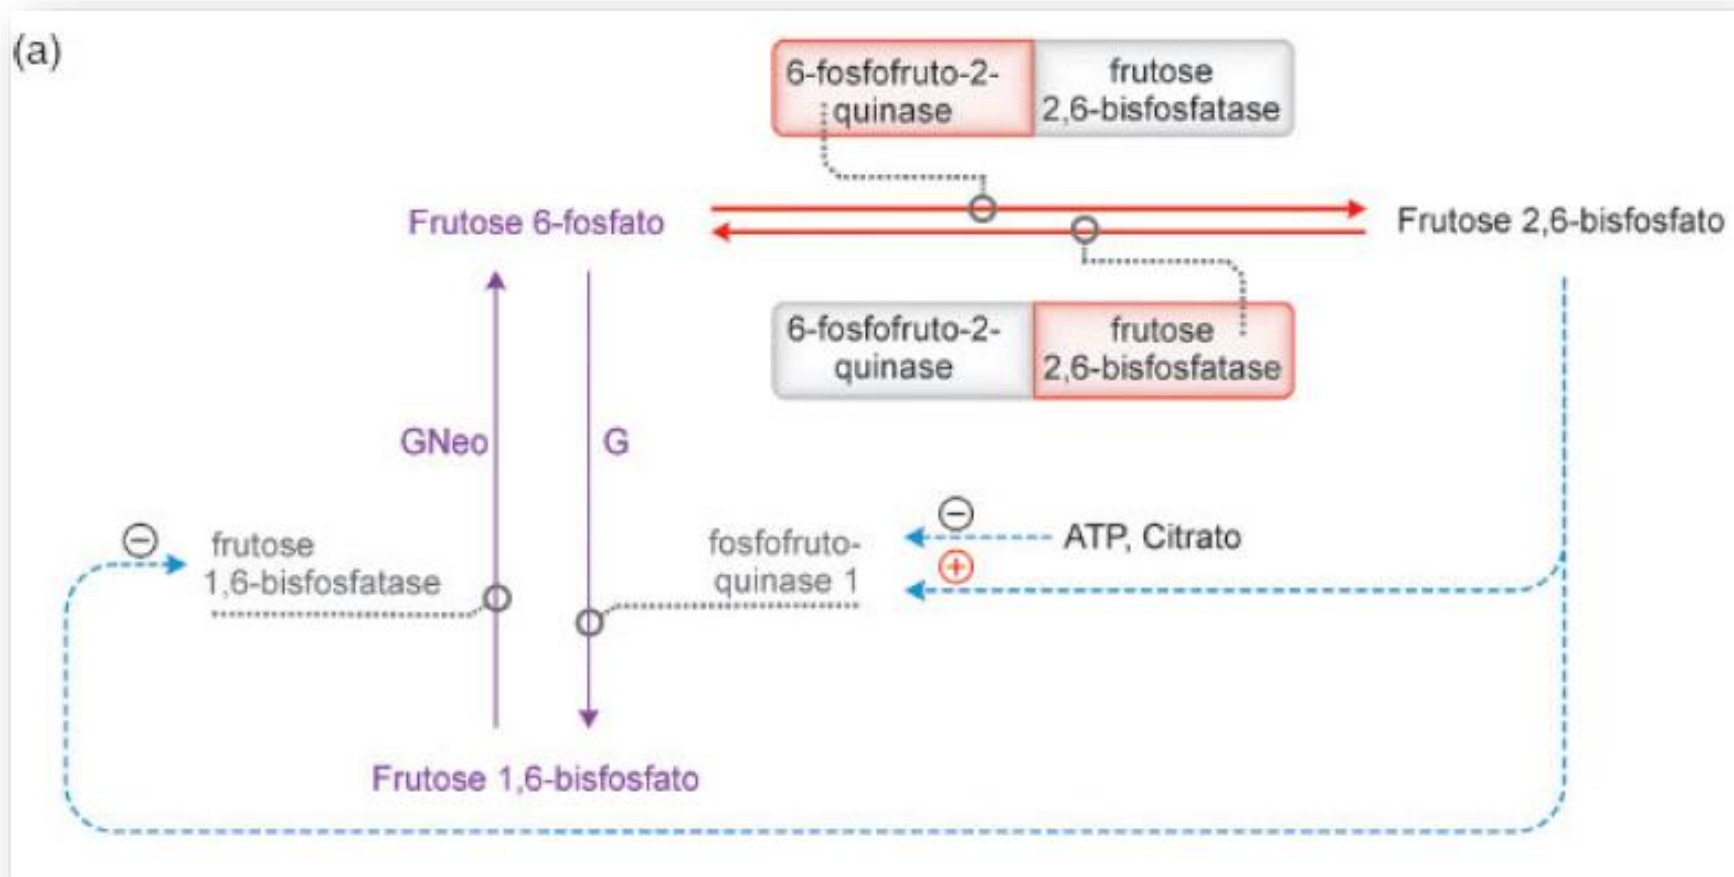 (a)
6-fosfofruto-2-
quinase
frutose
2,6-bisfosfatase
Frutose 6-fosfato
Frutose 2,6-bisfosfato
6-fosfofruto-2-
quinase
frutose
2,6-bisfosfatase
GNeo
G
−
frutose
1,6-bisfosfatase
fosfofruto-
quinase 1
−
ATP, Citrato
+
Frutose 1,6-bisfosfato